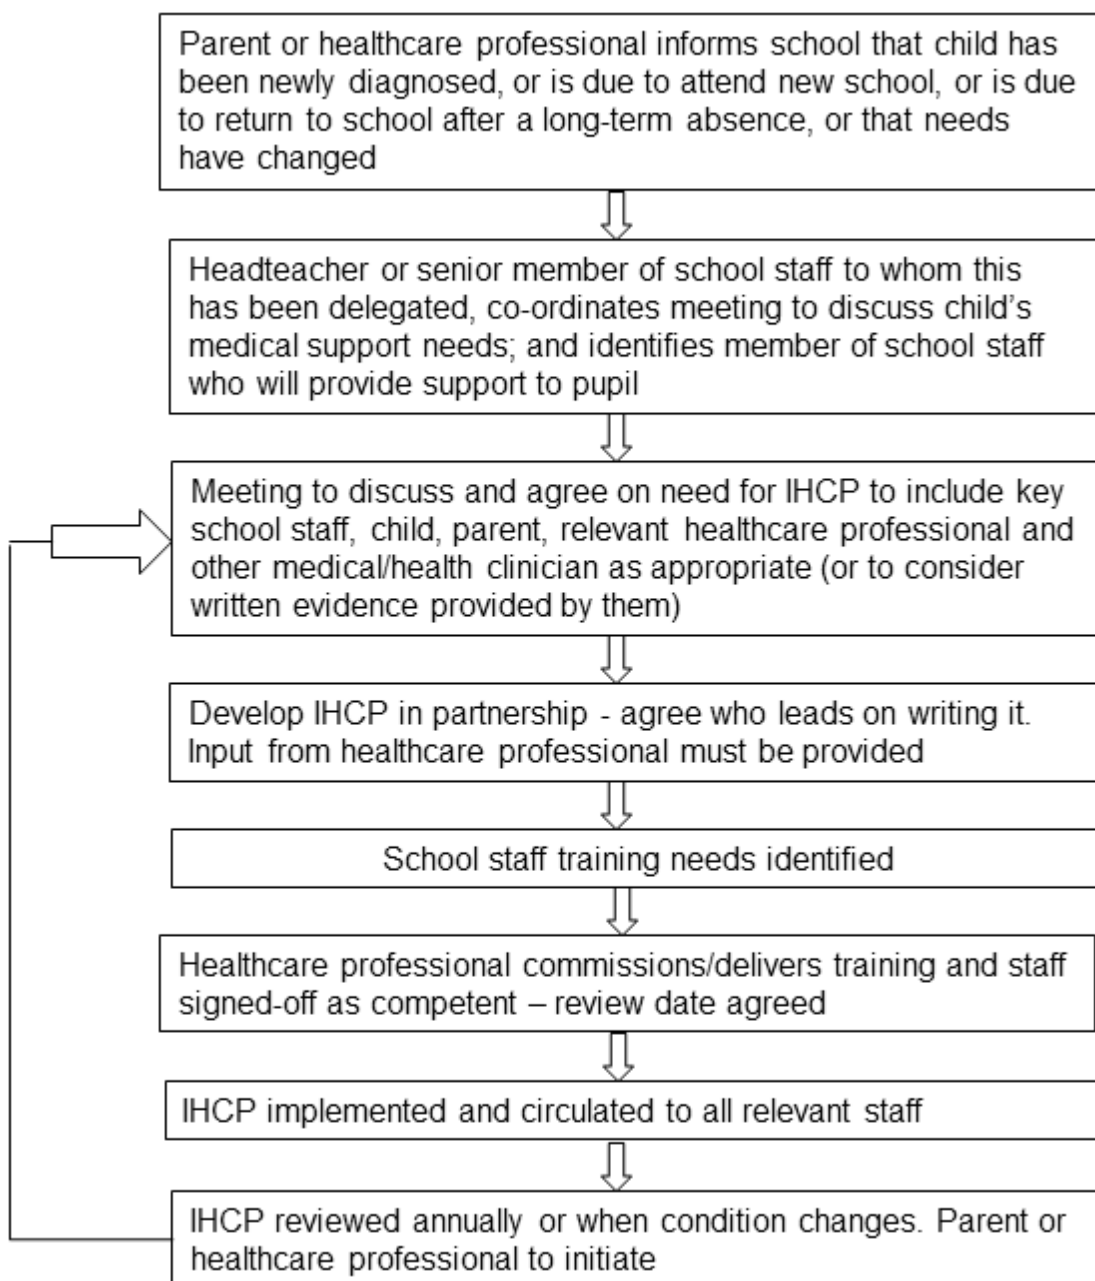 Parent or healthcare professional informs school that child has
been newly diagnosed, or is due to attend new school, or is due
to return to school after a long-term absence, or that needs
have changed
Headteacher or senior member of school staff to whom this
has been delegated, co-ordinates meeting to discuss child's
medical support needs; and identifies member of school staff
who will provide support to pupil
Meeting to discuss and agree on need for IHCP to include key
school staff, child, parent, relevant healthcare professional and
other medical/health clinician as appropriate (or to consider
written evidence provided by them)
Develop IHCP in partnership - agree who leads on writing it.
Input from healthcare professional must be provided
School staff training needs identified
Healthcare professional commissions/delivers training and staff
signed-off as competent – review date agreed
IHCP implemented and circulated to all relevant staff
IHCP reviewed annually or when condition changes. Parent or
healthcare professional to initiate